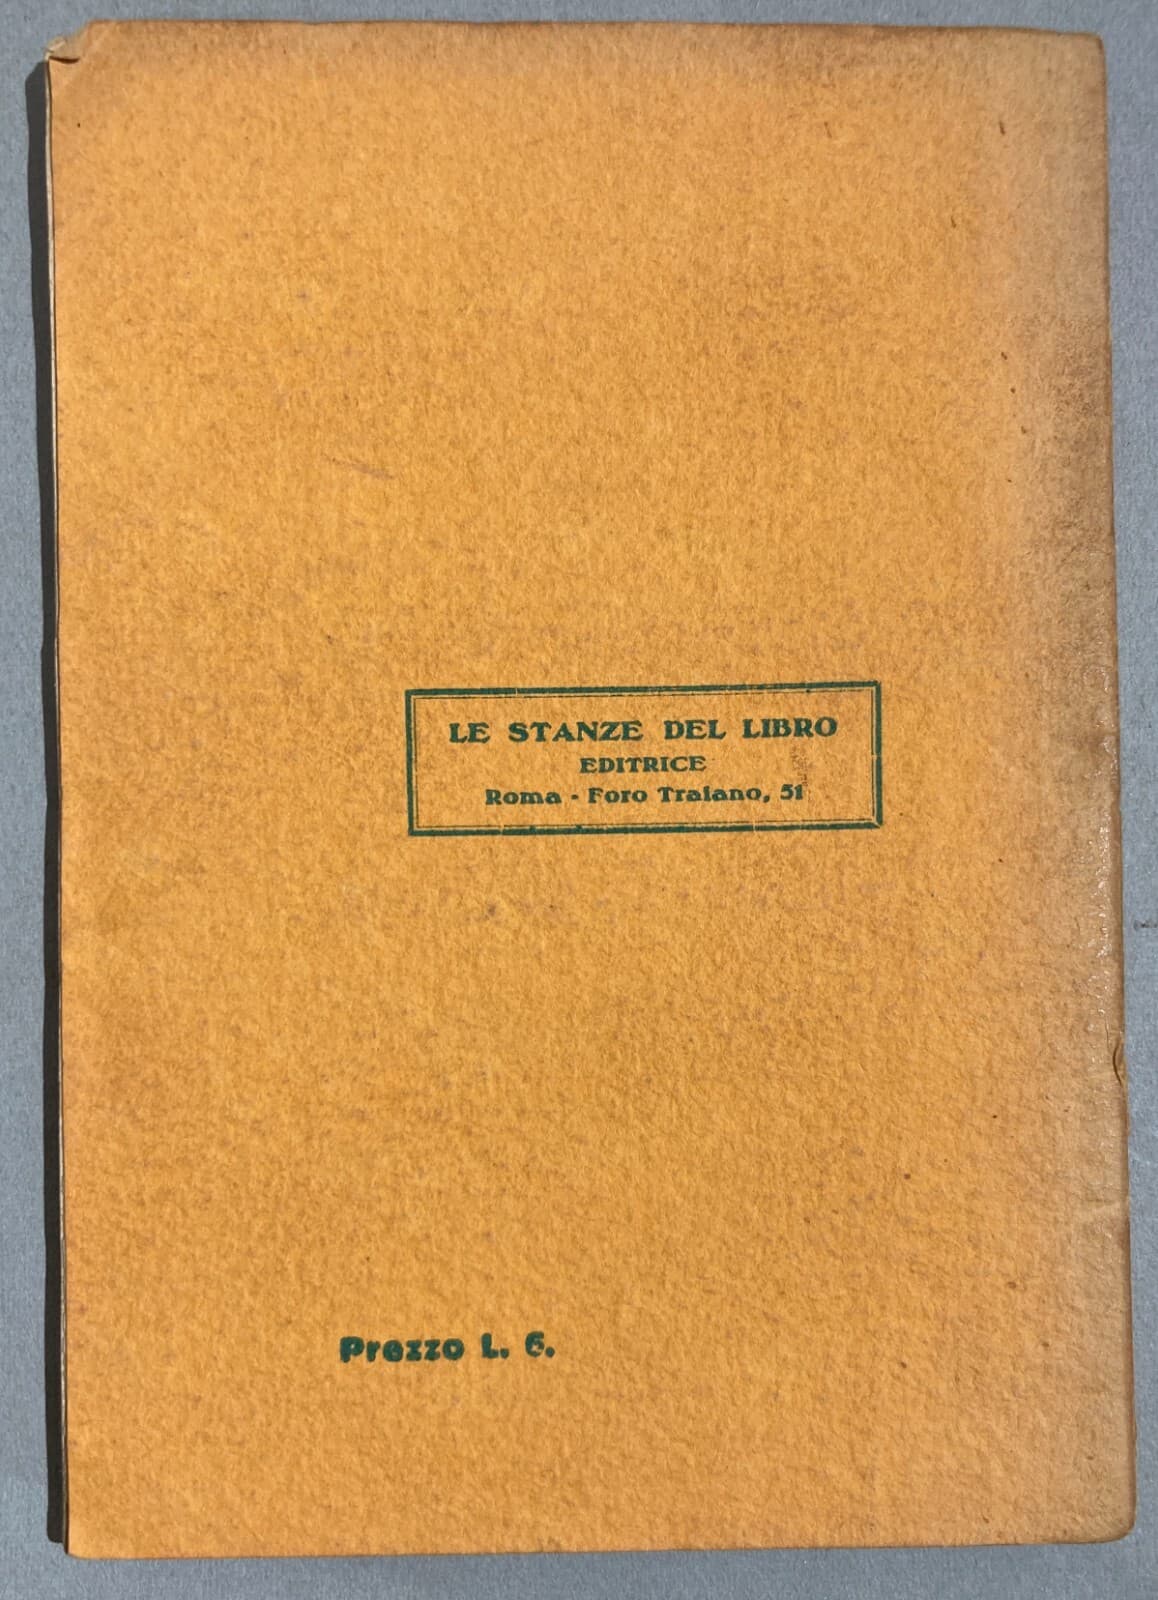 LE STANZE DEL LIBRO
EDITRICE
Roma - Foro Traiano, 51
Prezzo L. 6.